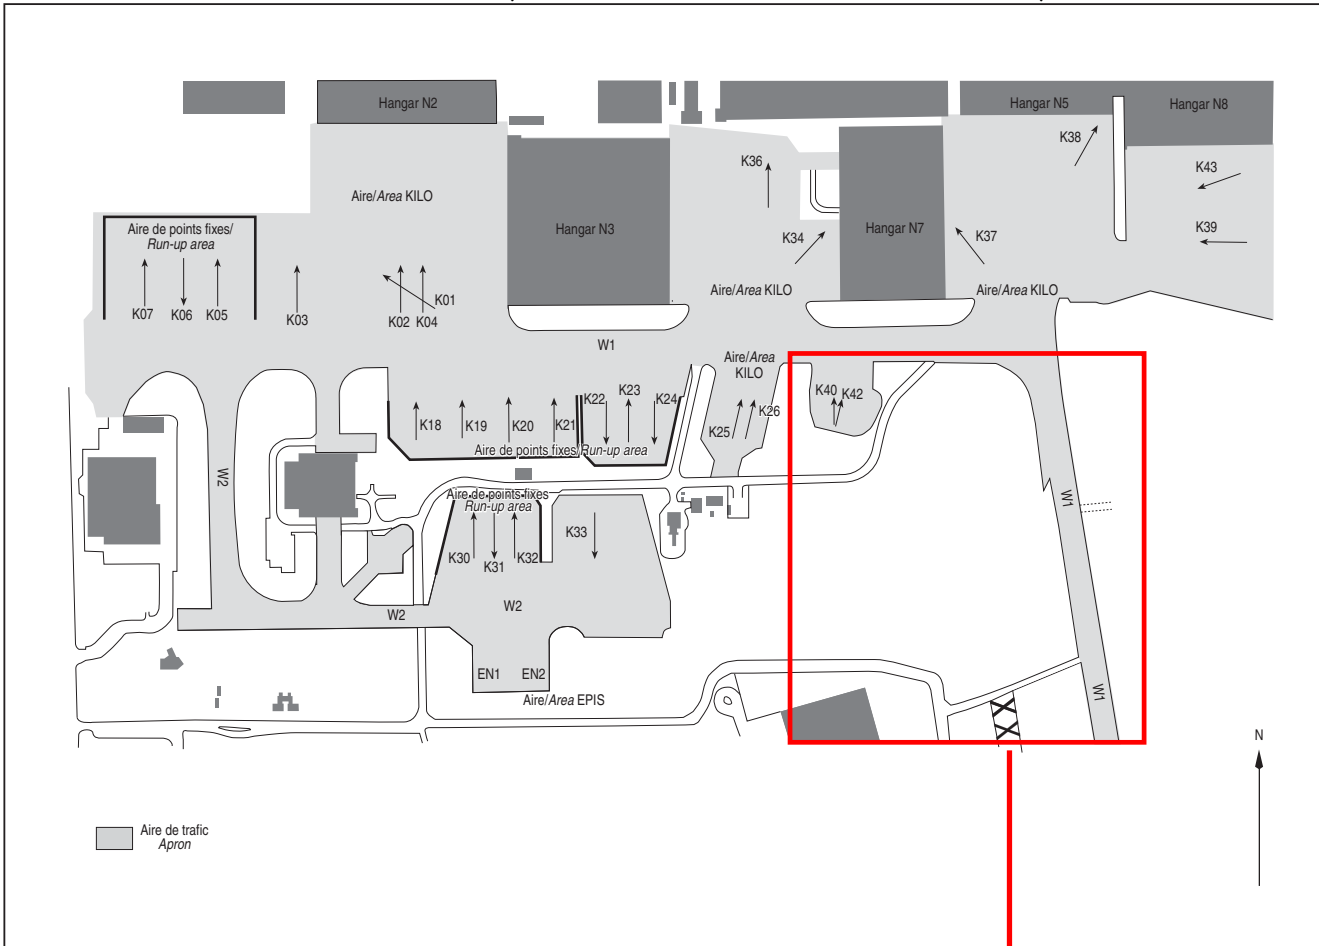 Hangar N2
Hangar N5
Hangar N8
K38
K36
K43
Aire/Area KILO
Aire de points fixes/
Run-up area
Hangar N3
K34
Hangar N7
K37
K39
Aire/Area KILO
Aire/Area KILO
K07
K06
K05
K03
K02
K04
K01
W1
Aire/Area
KILO
K18
K19
K20
K21
K22
K23
K24
K25
K26
K40
K42
Aire de points fixes/Run-up area
W2
Aire de points fixes
Run-up area
K30
K31
K32
K33
W1
W2
W2
EN1
EN2
Aire/Area EPIS
W1
N
Aire de trafic
Apron